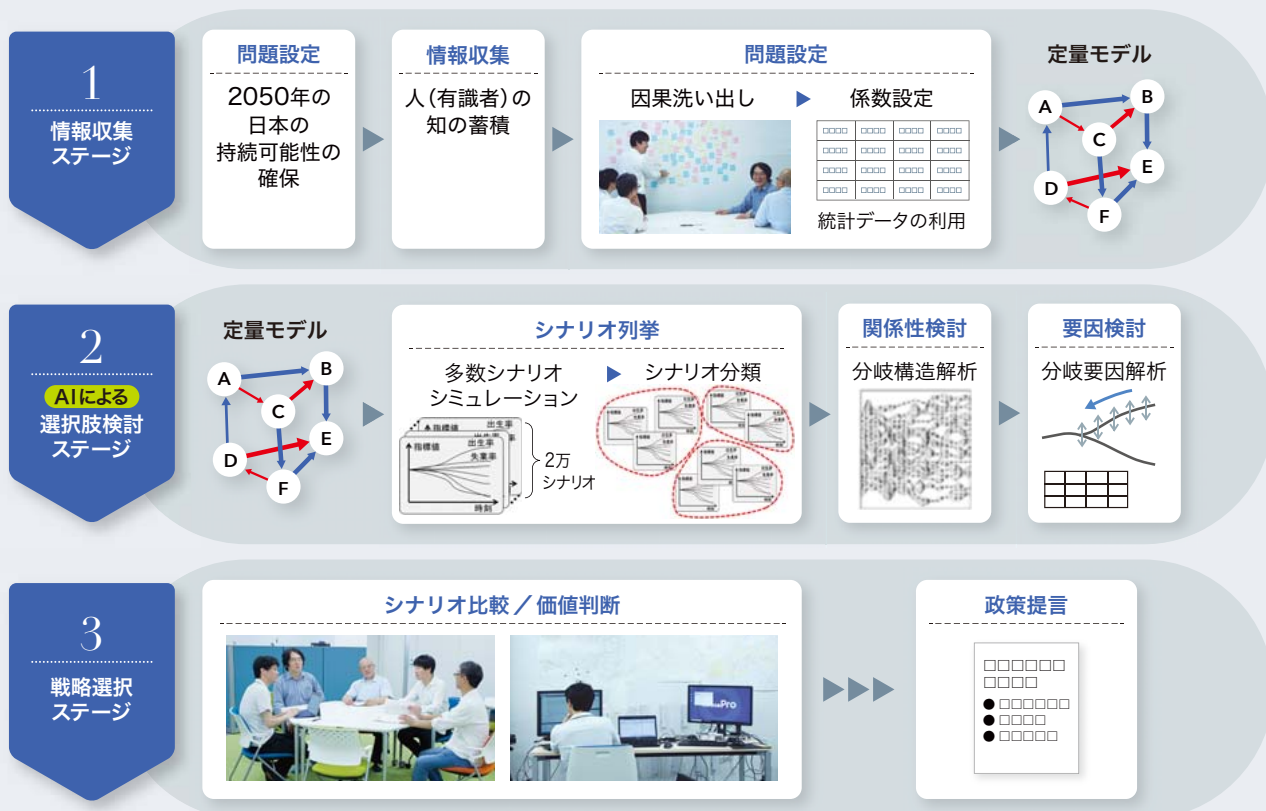 1
情報収集
ステージ
問題設定
2050年の
日本の
持続可能性の
確保
情報収集
人(有識者)の
知の蓄積
問題設定
因果洗い出し
▶
係数設定
□□□□ □□□□ □□□□ □□□□
□□□□ □□□□ □□□□ □□□□
□□□□ □□□□ □□□□ □□□□
□□□□ □□□□ □□□□ □□□□
統計データの利用
定量モデル
A
B
C
E
D
F
2
AIによる
選択肢検討
ステージ
定量モデル
A
B
C
E
D
F
シナリオ列挙
多数シナリオ
シミュレーション
▶
シナリオ分類
指標値
出生率
失業率
時刻
2万
シナリオ
関係性検討
分岐構造解析
要因検討
分岐要因解析
3
戦略選択
ステージ
シナリオ比較/価値判断
Pro
政策提言
□□□□□□
□□□□
●□□□□□□
●□□□□
●□□□□□